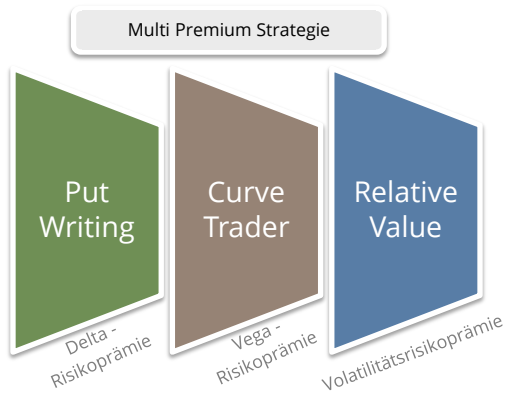 Multi Premium Strategie
Put
Writing
Curve
Trader
Relative
Value
Delta -
Risikoprämie
Vega -
Risikoprämie
Volatilitätsrisikoprämie